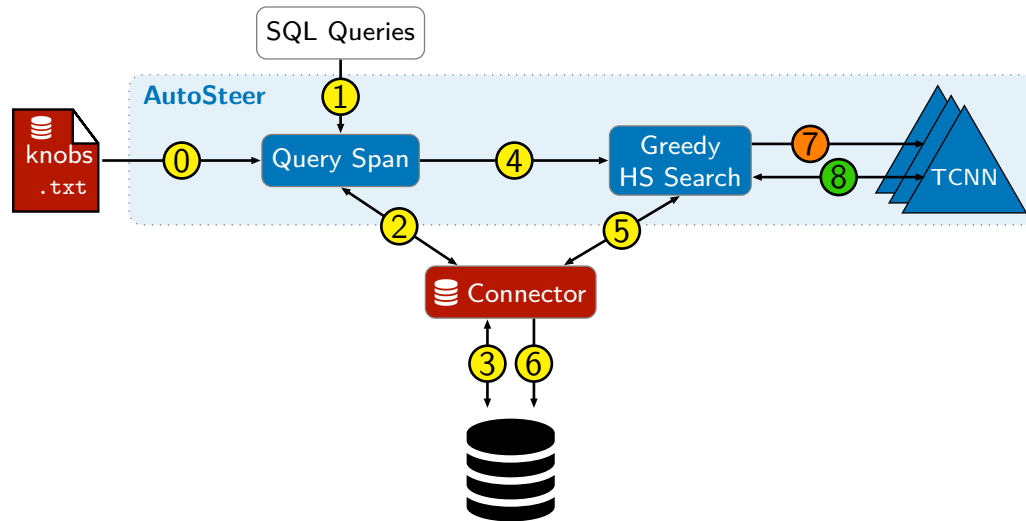 SQL Queries
1
AutoSteer
knobs
.txt
0
Query Span
4
Greedy
HS Search
7
8
TCNN
2
5
Connector
3
6